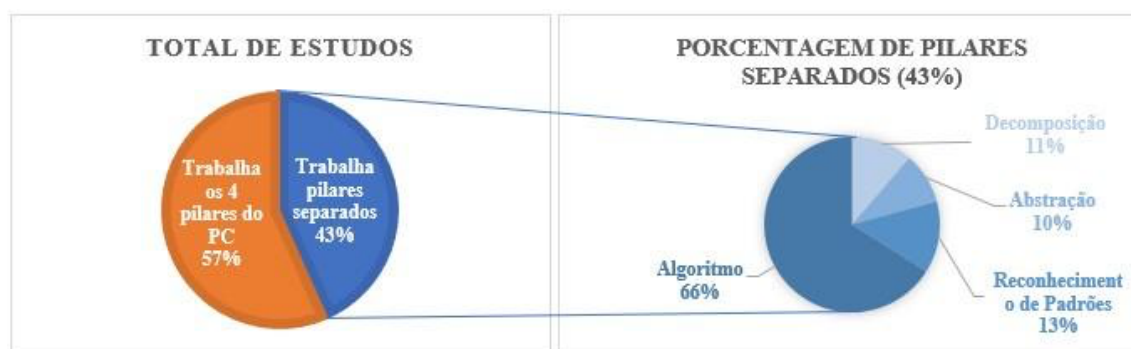 TOTAL DE ESTUDOS
Trabalha
os 4
pilares do
PC
57%
Trabalha
pilares
separados
43%
PORCENTAGEM DE PILARES
SEPARADOS (43%)
Decomposição
11%
Abstração
10%
Reconheciment
o de Padrões
13%
Algoritmo
66%